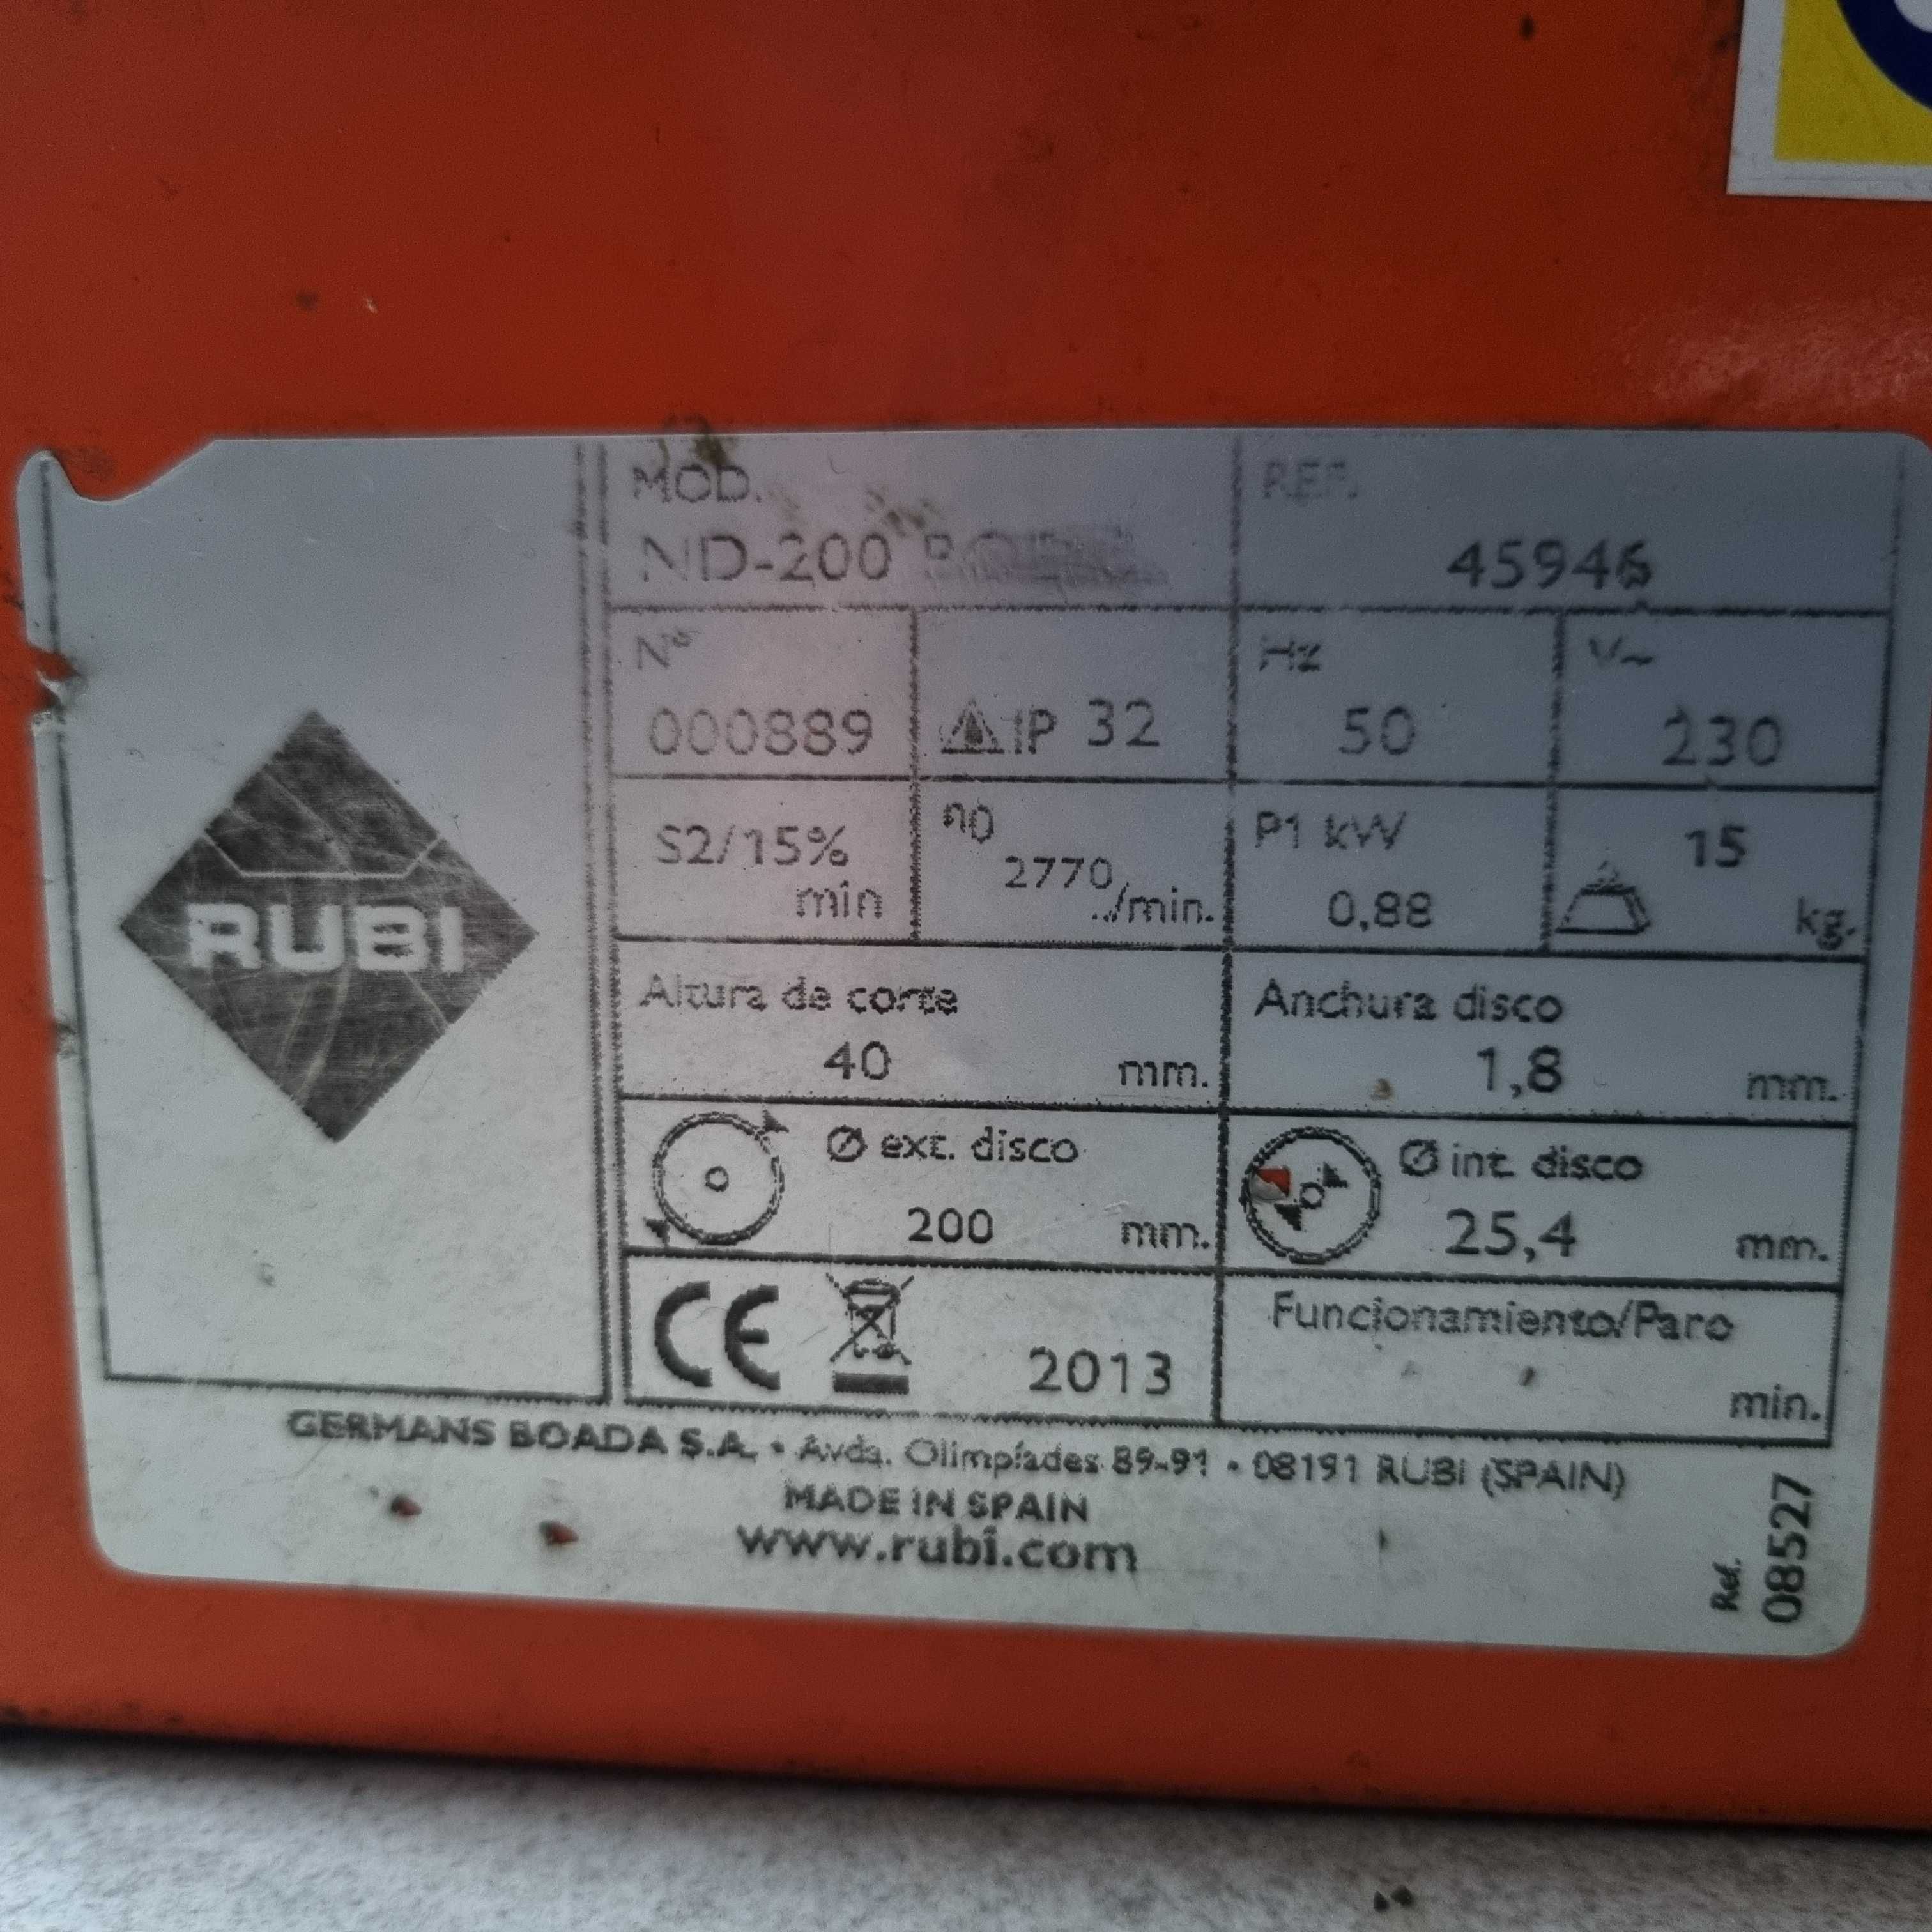 MOD.
ND-200
REF.
45946
Nº
000889
IP 32
Hz
50
V~
230
S2/15%
min
n0
2770
../min.
P1 kW
0,88
15
kg.
RUBI
Altura de corte
40 mm.
Anchura disco
1,8 mm.
Ø ext. disco
200 mm.
Ø int. disco
25,4 mm.
CE
2013
Funcionamiento/Paro
min.
GERMANS BOADA S.A. • Avda. Olimpíades 89-91 • 08191 RUBI (SPAIN)
MADE IN SPAIN
www.rubi.com
Ref.
08527